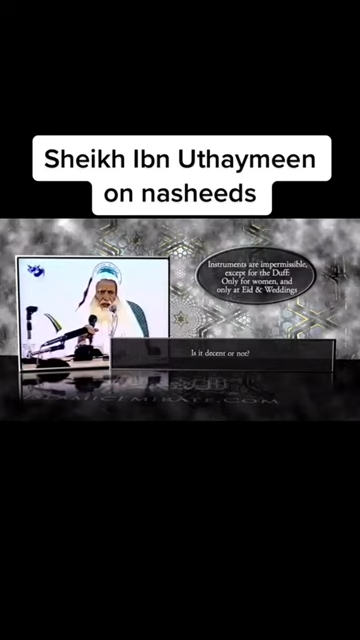 Sheikh Ibn Uthaymeen
on nasheeds
Instruments are impermissible,
except for the Duff:
Only for women, and
only at Eid & Weddings
Is it decent or not?